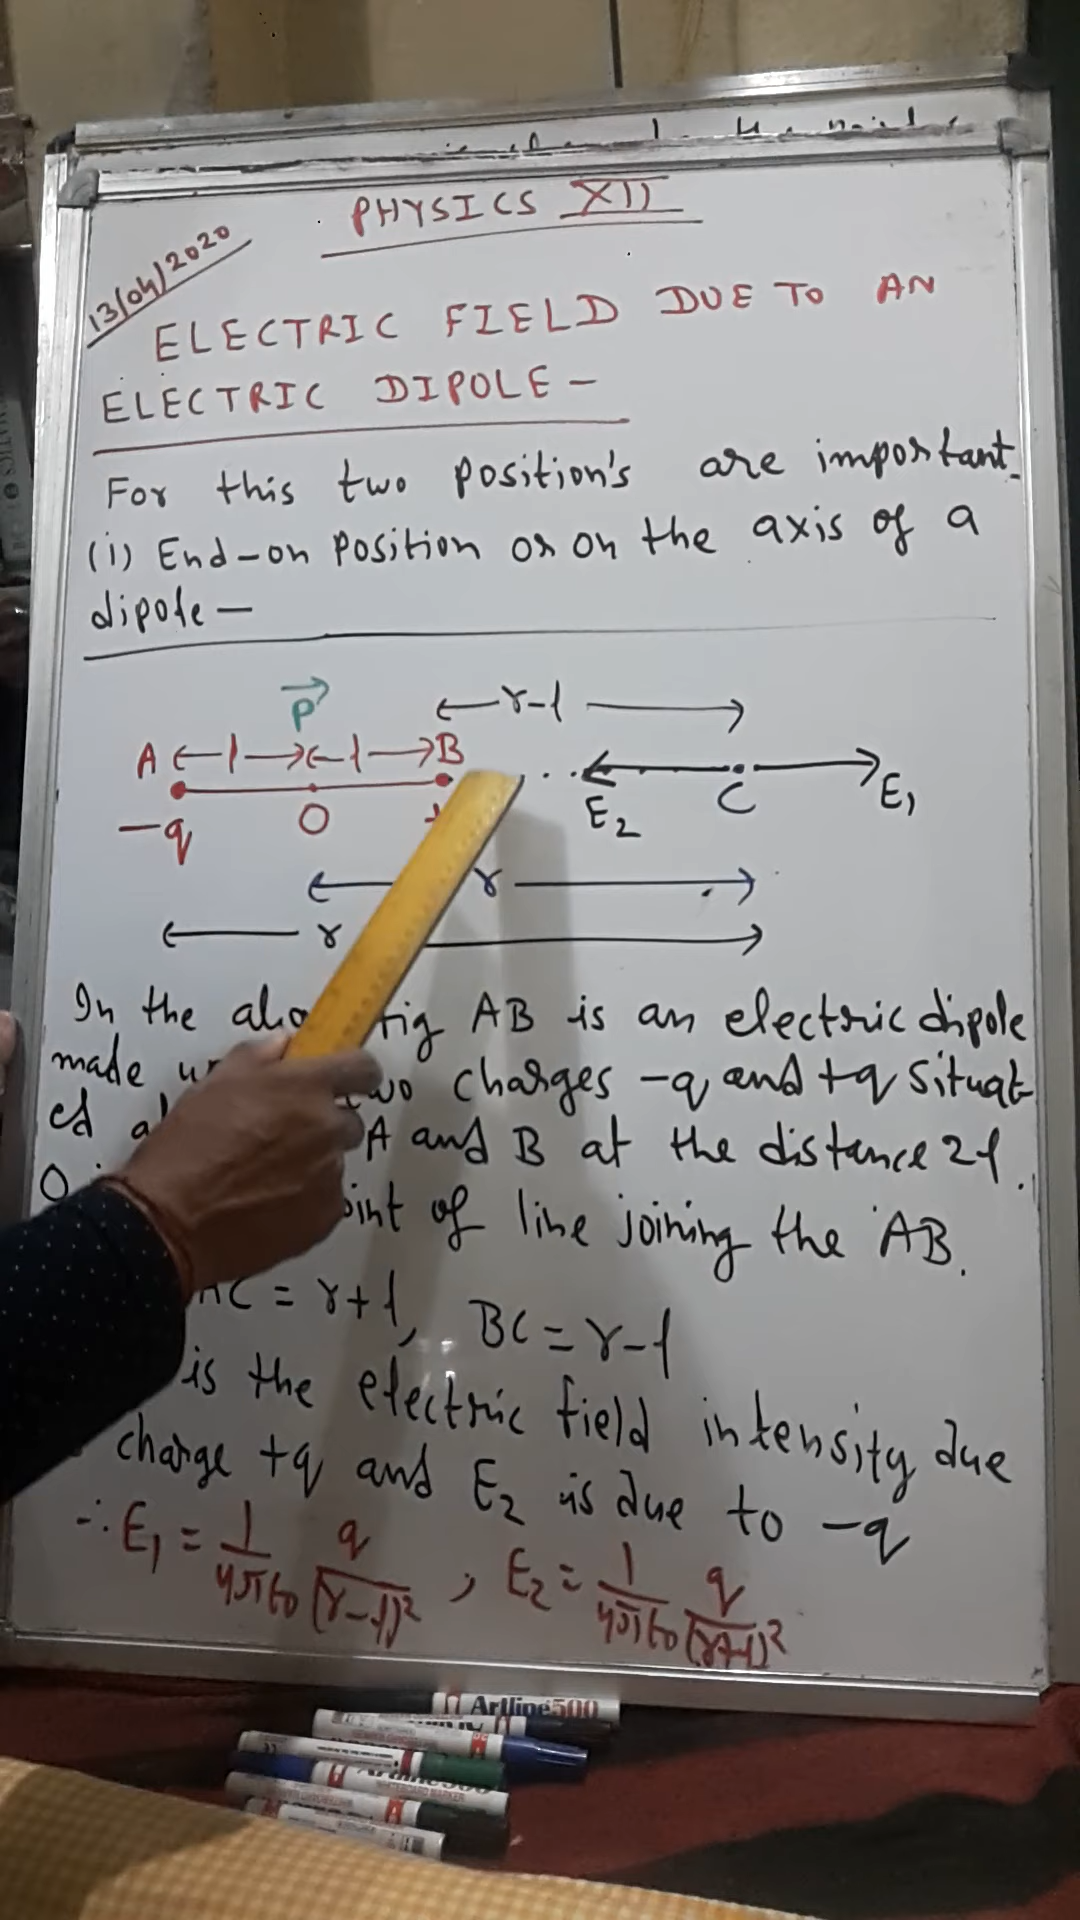 PHYSICS XII
13/04/2020
ELECTRIC FIELD DUE TO AN
ELECTRIC DIPOLE -
For this two position's are important.
(i) End-on position or on the axis of a
dipole -
P
r-l
A l l B
E2 C E1
-q O +
r
r
In the fig AB is an electric dipole
made two charges -q and +q situat
ed A and B at the distance 2l.
O of line joining the AB.
AC = r+l, BC = r-l
is the electric field intensity due
charge +q and E2 is due to -q
∴ E1 = 1/4πϵ0 q/(r-l)², E2 = 1/4πϵ0 q/(r+l)²
Artline 500